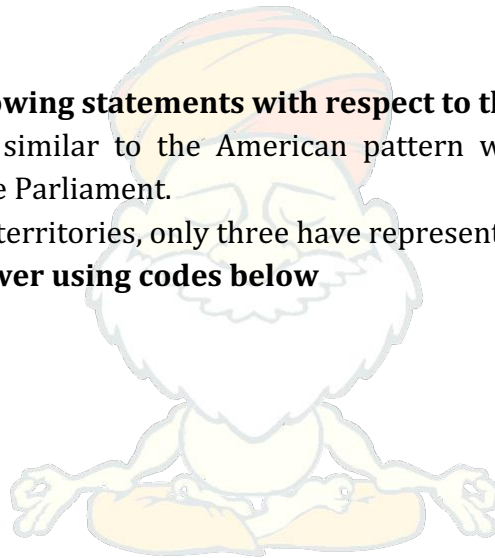 owing statements with respect to th
similar to the American pattern w
e Parliament.
territories, only three have represent
ver using codes below